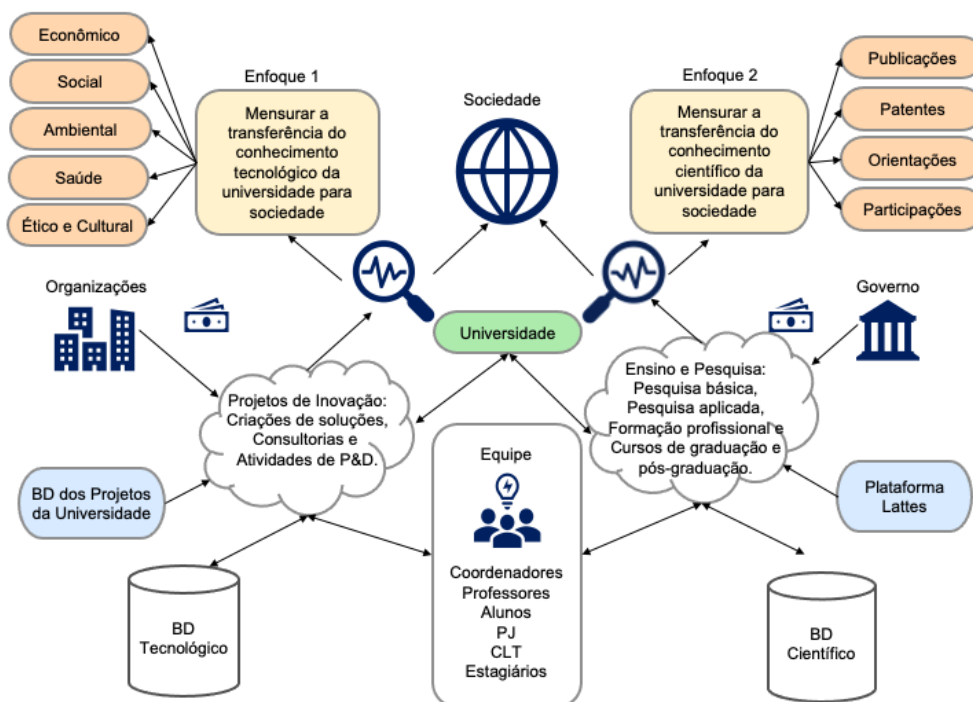 Econômico
Social
Ambiental
Saúde
Ético e Cultural
Enfoque 1
Mensurar a
transferência do
conhecimento
tecnológico da
universidade para
sociedade
Sociedade
Enfoque 2
Mensurar a
transferência do
conhecimento
científico da
universidade para
sociedade
Publicações
Patentes
Orientações
Participações
Organizações
Universidade
Governo
Projetos de Inovação:
Criações de soluções,
Consultorias e
Atividades de P&D.
Ensino e Pesquisa:
Pesquisa básica,
Pesquisa aplicada,
Formação profissional e
Cursos de graduação e
pós-graduação.
BD dos Projetos
da Universidade
Equipe
Coordenadores
Professores
Alunos
PJ
CLT
Estagiários
Plataforma
Lattes
BD
Tecnológico
BD
Científico